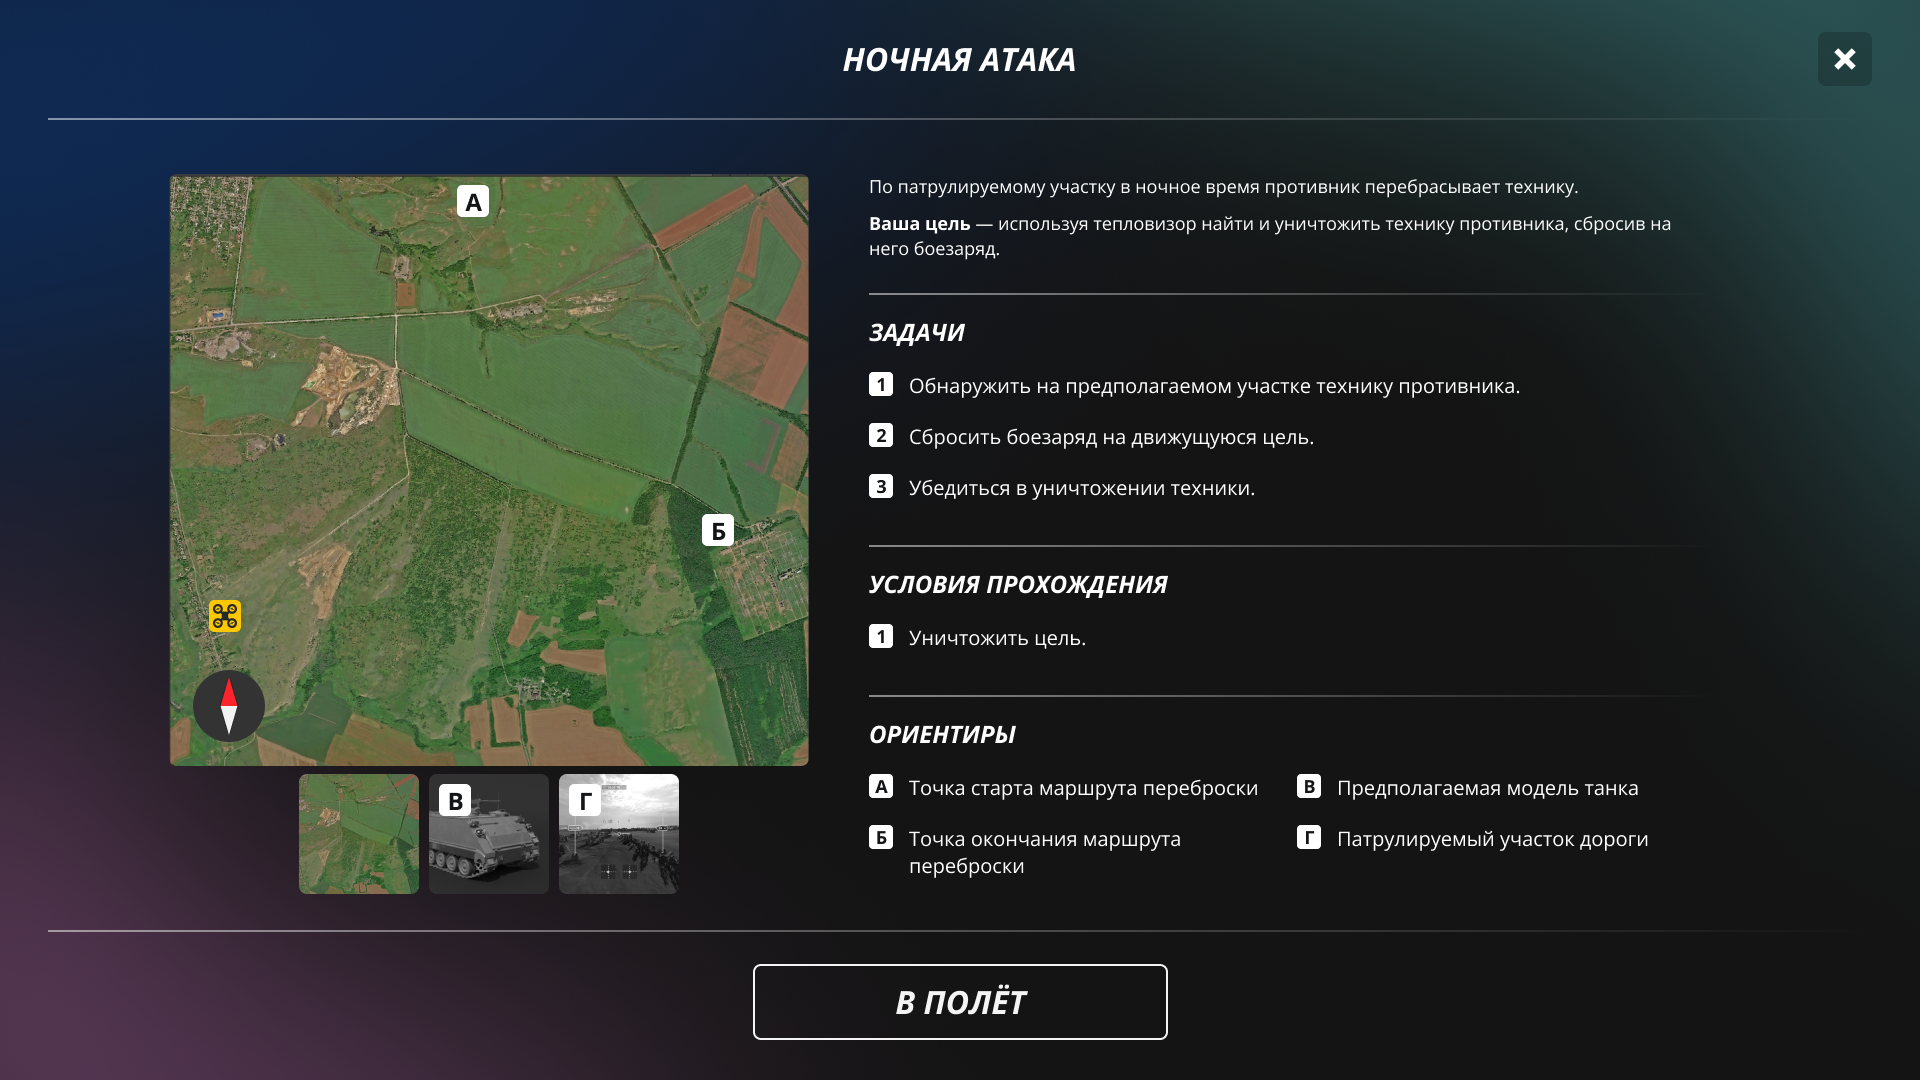 НОЧНАЯ АТАКА
А
Б
В
Г
По патрулируемому участку в ночное время противник перебрасывает технику.
Ваша цель — используя тепловизор найти и уничтожить технику противника, сбросив на
него боезаряд.
ЗАДАЧИ
1 Обнаружить на предполагаемом участке технику противника.
2 Сбросить боезаряд на движущуюся цель.
3 Убедиться в уничтожении техники.
УСЛОВИЯ ПРОХОЖДЕНИЯ
1 Уничтожить цель.
ОРИЕНТИРЫ
А Точка старта маршрута переброски
Б Точка окончания маршрута
переброски
В Предполагаемая модель танка
Г Патрулируемый участок дороги
В ПОЛЁТ